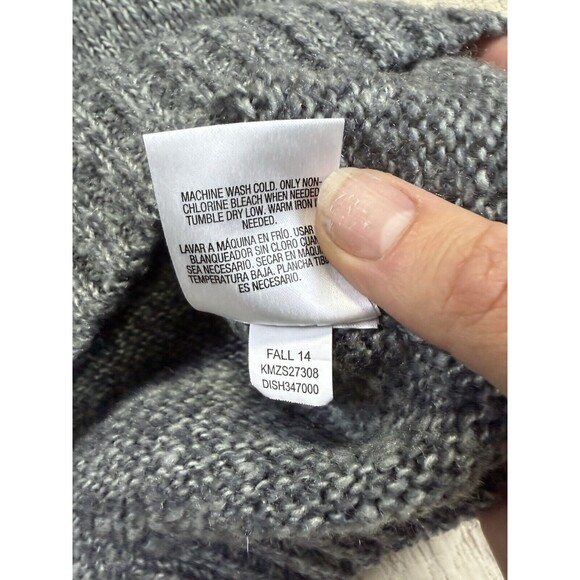 MACHINE WASH COLD. ONLY NON-
CHLORINE BLEACH WHEN NEEDED
TUMBLE DRY LOW. WARM IRON
NEEDED.
LAVAR A MÁQUINA EN FRÍO. USAR
BLANQUEADOR SIN CLORO
SEA NECESARIO. SECAR EN
TEMPERATURA BAJA. PLANCHA
ES NECESARIO.
FALL 14
KMZS27308
DISH347000